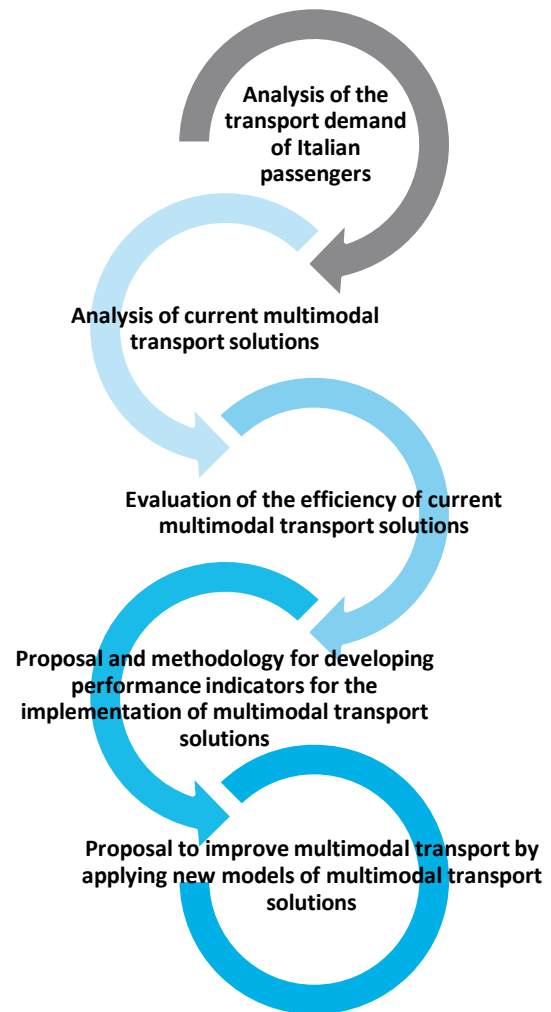 Analysis of the
transport demand
of Italian
passengers
Analysis of current multimodal
transport solutions
Evaluation of the efficiency of current
multimodal transport solutions
Proposal and methodology for developing
performance indicators for the
implementation of multimodal transport
solutions
Proposal to improve multimodal transport by
applying new models of multimodal transport
solutions